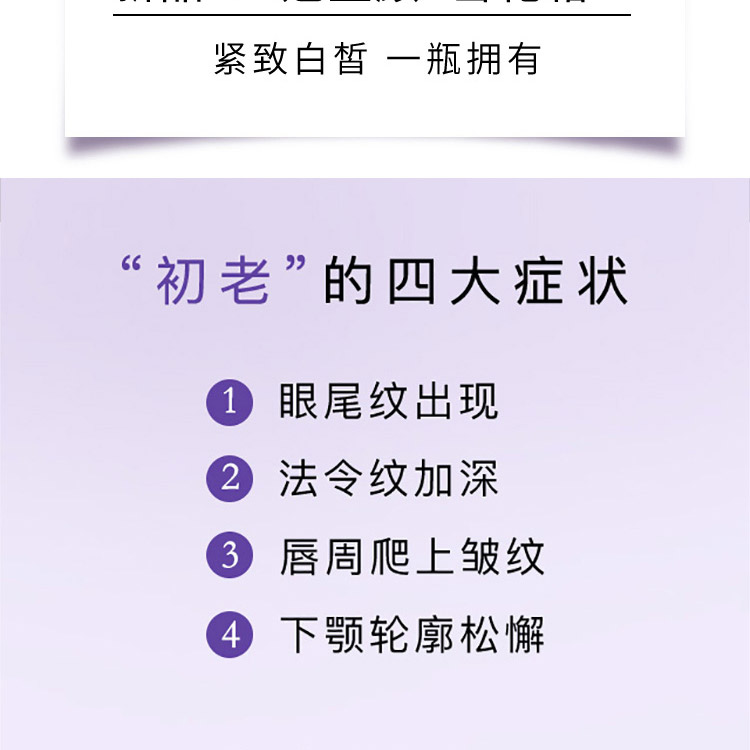 紧致白皙 一瓶拥有
“初老”的四大症状
1 眼尾纹出现
2 法令纹加深
3 唇周爬上皱纹
4 下颚轮廓松懈